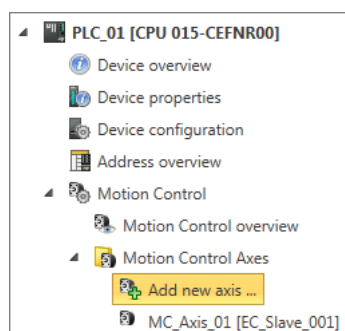 PLC_01 [CPU 015-CEFNR00]
Device overview
Device properties
Device configuration
Address overview
Motion Control
Motion Control overview
Motion Control Axes
Add new axis ...
MC_Axis_01 [EC_Slave_001]